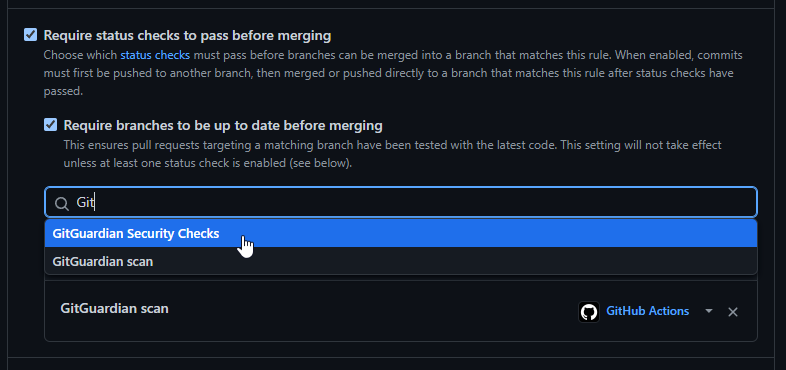 Require status checks to pass before merging
Choose which status checks must pass before branches can be merged into a branch that matches this rule. When enabled, commits
must first be pushed to another branch, then merged or pushed directly to a branch that matches this rule after status checks have
passed.
Require branches to be up to date before merging
This ensures pull requests targeting a matching branch have been tested with the latest code. This setting will not take effect
unless at least one status check is enabled (see below).
Git
GitGuardian Security Checks
GitGuardian scan
GitGuardian scan GitHub Actions